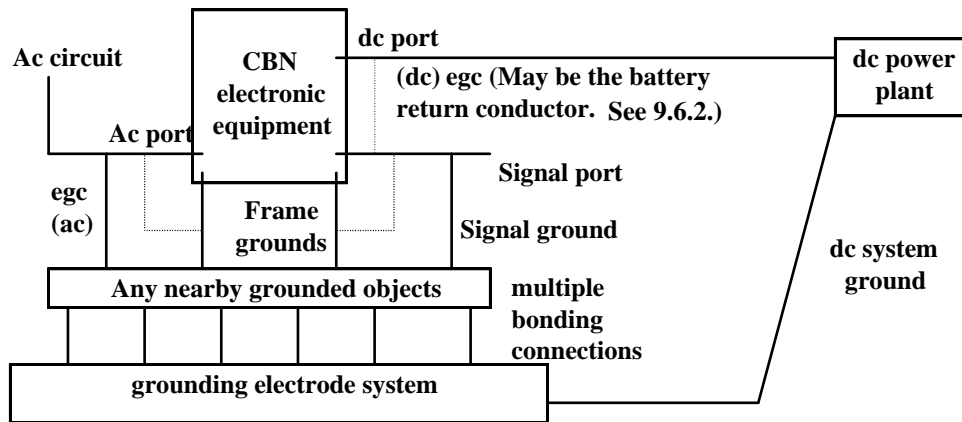 Ac circuit
CBN
electronic
equipment
dc port
(dc) egc (May be the battery
return conductor.  See 9.6.2.)
dc power
plant
Ac port
Signal port
egc
(ac)
Frame
grounds
Signal ground
dc system
ground
Any nearby grounded objects
multiple
bonding
connections
grounding electrode system